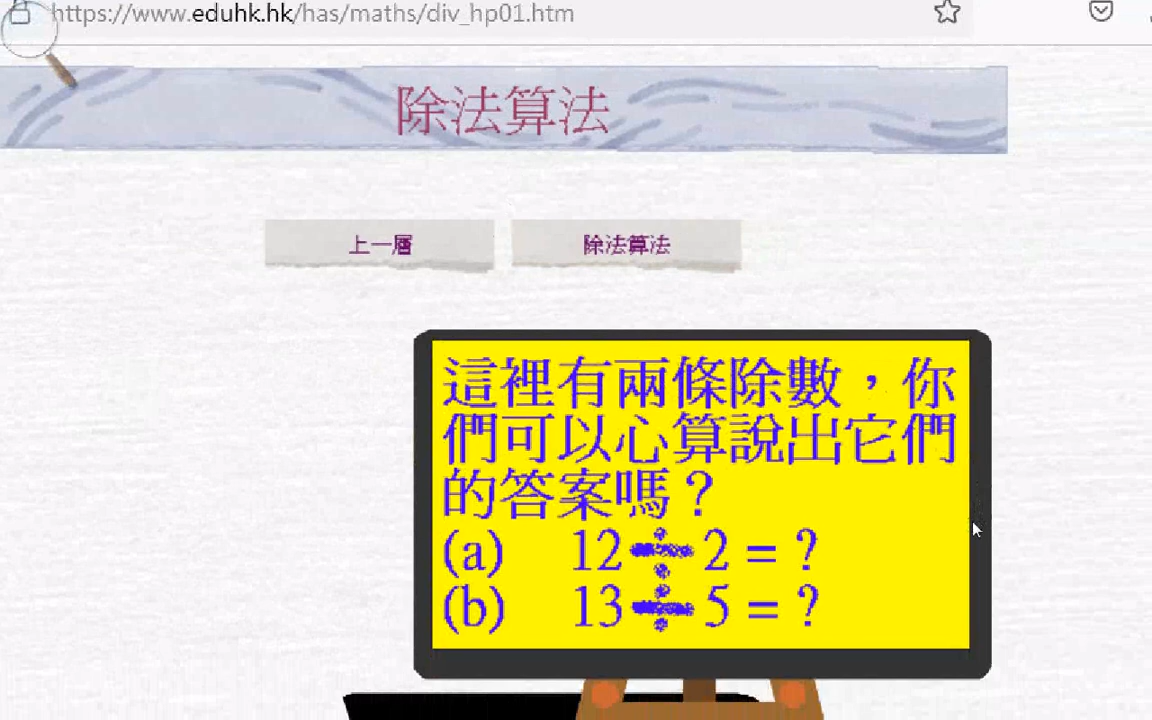 https://www.eduhk.hk/has/maths/div_hp01.htm
除法算法
上一層
除法算法
這裡有兩條除數，你
們可以心算說出它們
的答案嗎？
(a) 12÷2 = ?
(b) 13÷5 = ?